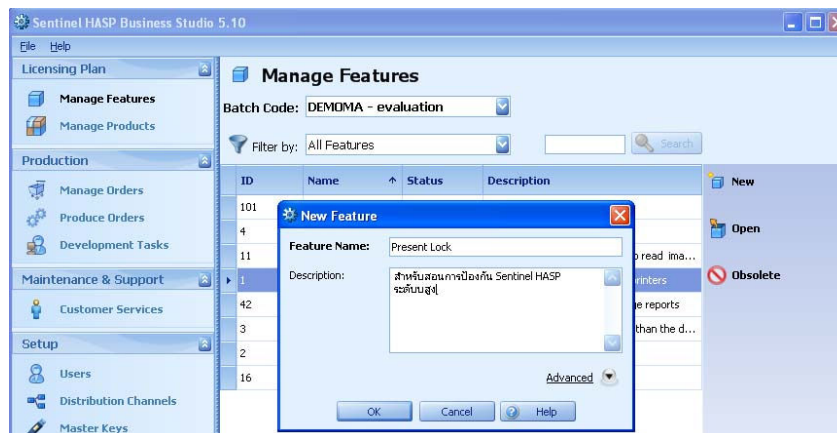 Sentinel HASP Business Studio 5.10
File Help
Licensing Plan
Manage Features
Manage Products
Production
Manage Orders
Produce Orders
Development Tasks
Maintenance & Support
Customer Services
Setup
Users
Distribution Channels
Master Keys
Manage Features
Batch Code: DEMOMA - evaluation
Filter by: All Features Search
ID Name Status Description
101
4
11 read ima...
1 rinters
42 e reports
3 than the d...
2
16
New Feature
Feature Name: Present Lock
Description: สำหรับสอนการป้องกัน Sentinel HASP
ระดับบสูง
Advanced
OK Cancel Help
New
Open
Obsolete